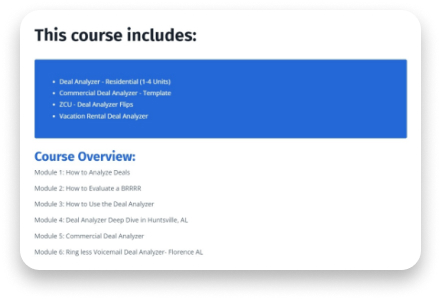 This course includes:
Deal Analyzer - Residential (1-4 Units)
Commercial Deal Analyzer - Template
ZCU - Deal Analyzer Flips
Vacation Rental Deal Analyzer
Course Overview:
Module 1: How to Analyze Deals
Module 2: How to Evaluate a BRRRR
Module 3: How to Use the Deal Analyzer
Module 4: Deal Analyzer Deep Dive in Huntsville, AL
Module 5: Commercial Deal Analyzer
Module 6: Ring less Voicemail Deal Analyzer- Florence AL